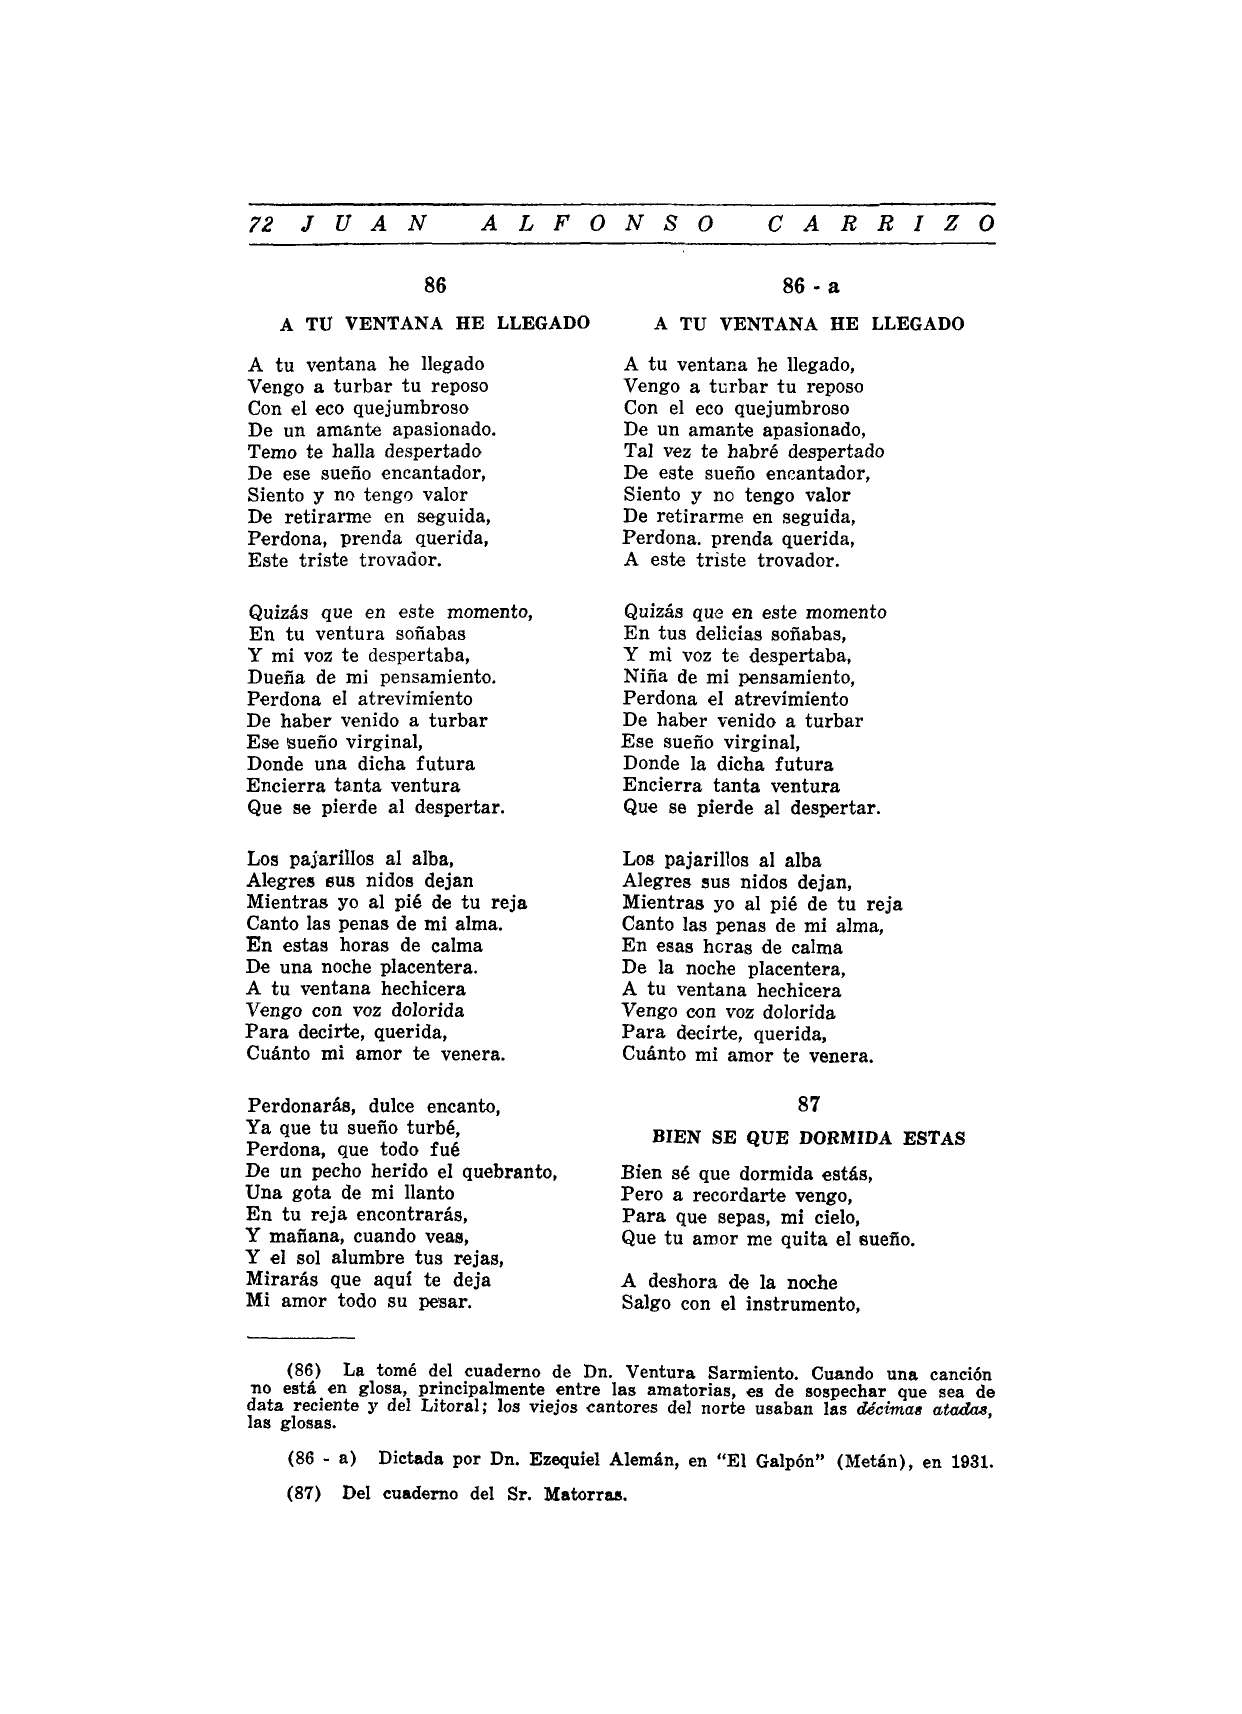 72 JUAN ALFONSO CARRIZO
86
A TU VENTANA HE LLEGADO
A tu ventana he llegado
Vengo a turbar tu reposo
Con el eco quejumbroso
De un amante apasionado.
Temo te halla despertado
De ese sueño encantador,
Siento y no tengo valor
De retirarme en seguida,
Perdona, prenda querida,
Este triste trovador.
Quizás que en este momento,
En tu ventura soñabas
Y mi voz te despertaba,
Dueña de mi pensamiento.
Perdona el atrevimiento
De haber venido a turbar
Ese sueño virginal,
Donde una dicha futura
Encierra tanta ventura
Que se pierde al despertar.
Los pajarillos al alba,
Alegres sus nidos dejan
Mientras yo al pié de tu reja
Canto las penas de mi alma.
En estas horas de calma
De una noche placentera.
A tu ventana hechicera
Vengo con voz dolorida
Para decirte, querida,
Cuánto mi amor te venera.
Perdonarás, dulce encanto,
Ya que tu sueño turbé,
Perdona, que todo fué
De un pecho herido el quebranto,
Una gota de mi llanto
En tu reja encontrarás,
Y mañana, cuando veas,
Y el sol alumbre tus rejas,
Mirarás que aquí te deja
Mi amor todo su pesar.
86 - a
A TU VENTANA HE LLEGADO
A tu ventana he llegado,
Vengo a turbar tu reposo
Con el eco quejumbroso
De un amante apasionado,
Tal vez te habré despertado
De este sueño encantador,
Siento y no tengo valor
De retirarme en seguida,
Perdona. prenda querida,
A este triste trovador.
Quizás que en este momento
En tus delicias soñabas,
Y mi voz te despertaba,
Niña de mi pensamiento,
Perdona el atrevimiento
De haber venido a turbar
Ese sueño virginal,
Donde la dicha futura
Encierra tanta ventura
Que se pierde al despertar.
Los pajarillos al alba
Alegres sus nidos dejan,
Mientras yo al pié de tu reja
Canto las penas de mi alma,
En esas horas de calma
De la noche placentera,
A tu ventana hechicera
Vengo con voz dolorida
Para decirte, querida,
Cuánto mi amor te venera.
87
BIEN SE QUE DORMIDA ESTAS
Bien sé que dormida estás,
Pero a recordarte vengo,
Para que sepas, mi cielo,
Que tu amor me quita el sueño.
A deshora de la noche
Salgo con el instrumento,
(86) La tomé del cuaderno de Dn. Ventura Sarmiento. Cuando una canción
no está en glosa, principalmente entre las amatorias, es de sospechar que sea de
data reciente y del Litoral; los viejos cantores del norte usaban las décimas atadas,
las glosas.
(86 - a) Dictada por Dn. Ezequiel Alemán, en “El Galpón” (Metán), en 1931.
(87) Del cuaderno del Sr. Matorras.